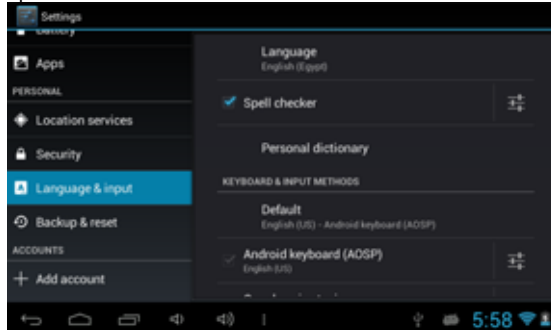 Settings
Battery
Apps
PERSONAL
Location services
Security
Language & input
Backup & reset
ACCOUNTS
Add account
Language
English (Egypt)
Spell checker
Personal dictionary
KEYBOARD & INPUT METHODS
Default
English (US) - Android keyboard (AOSP)
Android keyboard (AOSP)
English (US)
5:58